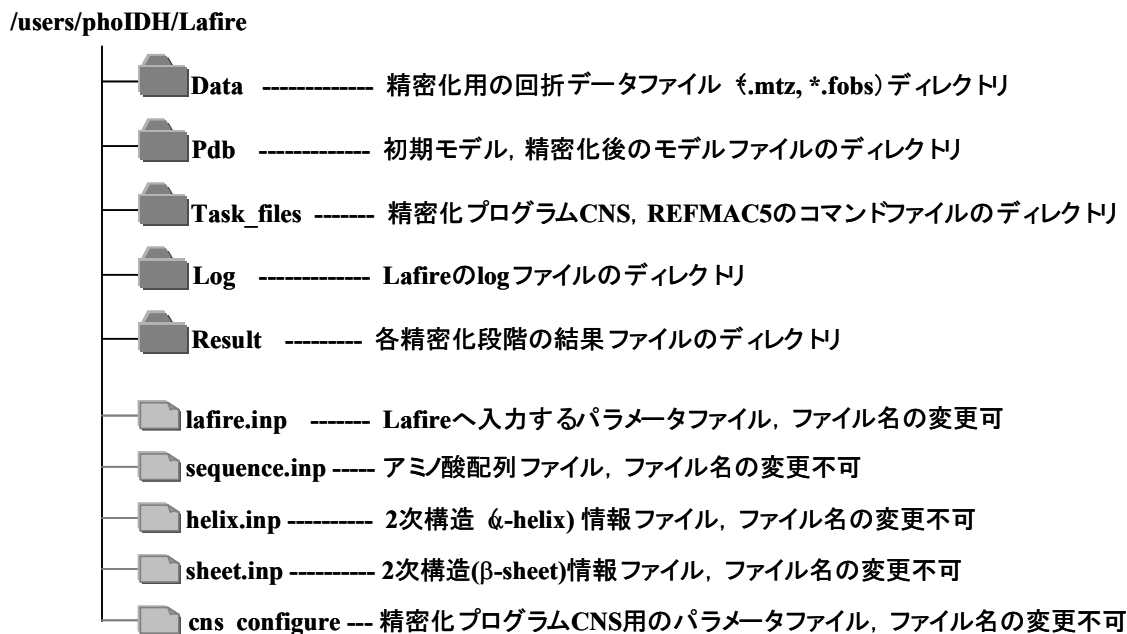 /users/phoIDH/Lafire
Data ------------- 精密化用の回折データファイル (*.mtz, *.fobs)ディレクトリ
Pdb ------------- 初期モデル, 精密化後のモデルファイルのディレクトリ
Task_files ------- 精密化プログラムCNS, REFMAC5のコマンドファイルのディレクトリ
Log ------------- Lafireのlogファイルのディレクトリ
Result --------- 各精密化段階の結果ファイルのディレクトリ
lafire.inp ------- Lafireへ入力するパラメータファイル, ファイル名の変更可
sequence.inp ----- アミノ酸配列ファイル, ファイル名の変更不可
helix.inp ---------- 2次構造 (α-helix) 情報ファイル, ファイル名の変更不可
sheet.inp ---------- 2次構造(β-sheet)情報ファイル, ファイル名の変更不可
cns_configure --- 精密化プログラムCNS用のパラメータファイル, ファイル名の変更不可